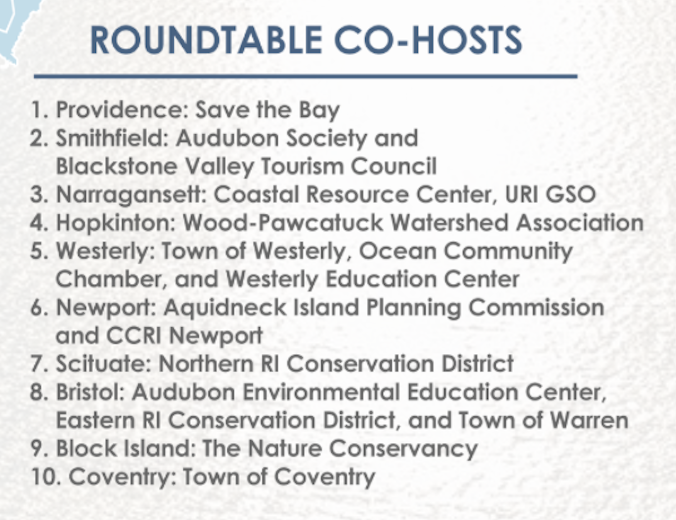 ROUNDTABLE CO-HOSTS
1. Providence: Save the Bay
2. Smithfield: Audubon Society and
Blackstone Valley Tourism Council
3. Narragansett: Coastal Resource Center, URI GSO
4. Hopkinton: Wood-Pawcatuck Watershed Association
5. Westerly: Town of Westerly, Ocean Community
Chamber, and Westerly Education Center
6. Newport: Aquidneck Island Planning Commission
and CCRI Newport
7. Scituate: Northern RI Conservation District
8. Bristol: Audubon Environmental Education Center,
Eastern RI Conservation District, and Town of Warren
9. Block Island: The Nature Conservancy
10. Coventry: Town of Coventry